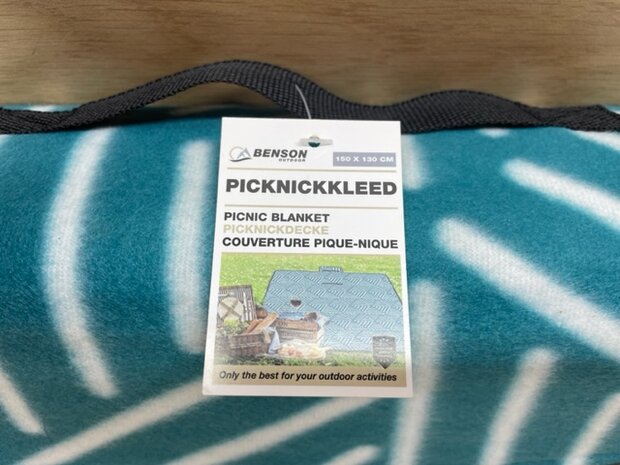 BENSON
OUTDOOR
150 X 130 CM
PICKNICKKLEED
PICNIC BLANKET
PICKNICKDECKE
COUVERTURE PIQUE-NIQUE
Only the best for your outdoor activities